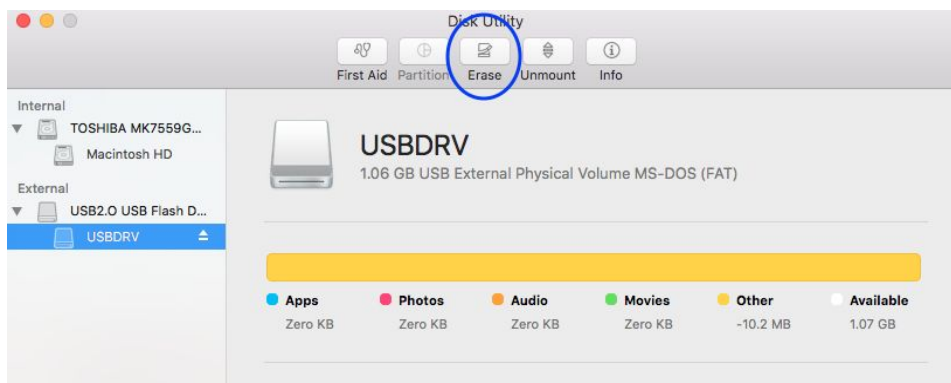 Disk Utility
First Aid Partition Erase Unmount Info
Internal
TOSHIBA MK7559G...
Macintosh HD
External
USB2.0 USB Flash D...
USBDRV
USBDRV
1.06 GB USB External Physical Volume MS-DOS (FAT)
Apps Photos Audio Movies Other Available
Zero KB Zero KB Zero KB Zero KB -10.2 MB 1.07 GB